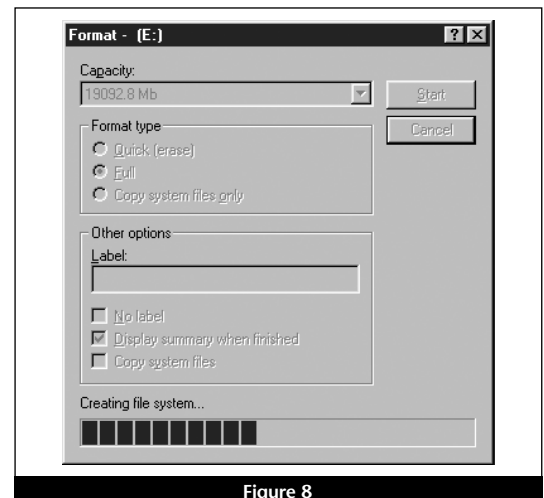 Format - (E:)
Capacity:
19092.8 Mb
Start
Cancel
Format type
Quick (erase)
Full
Copy system files only
Other options
Label:
No label
Display summary when finished
Copy system files
Creating file system...
Figure 8